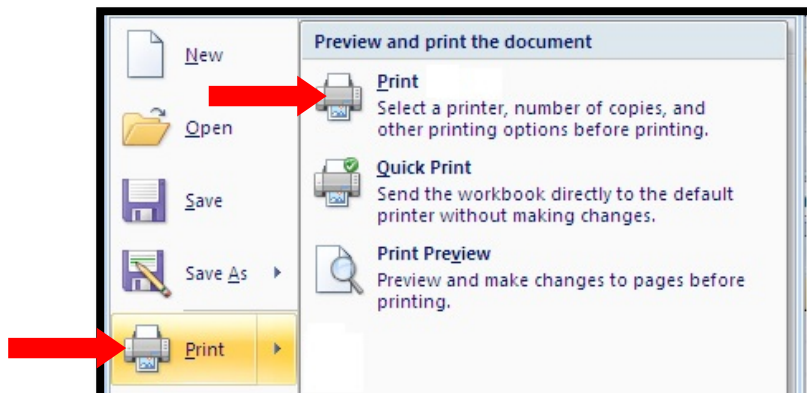 New
Open
Save
Save As
Print
Preview and print the document
Print
Select a printer, number of copies, and
other printing options before printing.
Quick Print
Send the workbook directly to the default
printer without making changes.
Print Preview
Preview and make changes to pages before
printing.